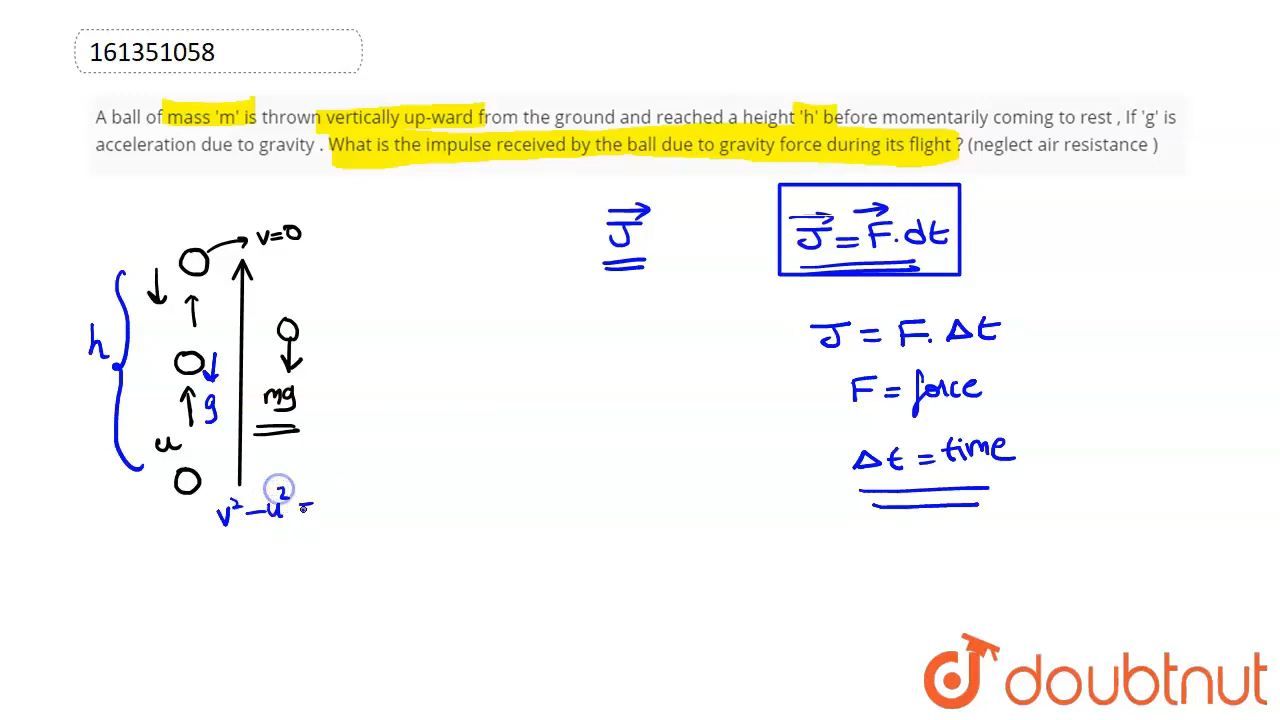 161351058
A ball of mass 'm' is thrown vertically up-ward from the ground and reached a height 'h' before momentarily coming to rest , If 'g' is
acceleration due to gravity . What is the impulse received by the ball due to gravity force during its flight ? (neglect air resistance )
J
J = F. dt
v=0
h
g
u
mg
J = F. Δt
F = force
Δt = time
v² - u² =
doubtnut